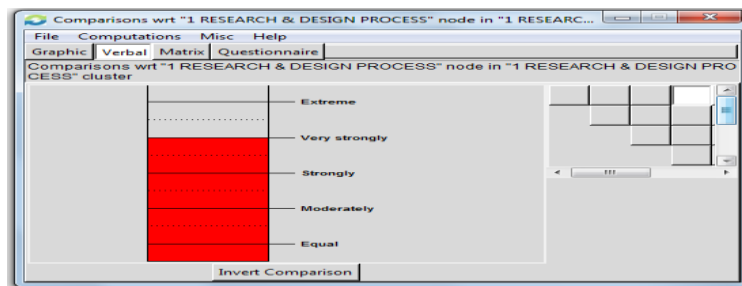 Comparisons wrt "1 RESEARCH & DESIGN PROCESS" node in "1 RESEARC...
File Computations Misc Help
Graphic Verbal Matrix Questionnaire
Comparisons wrt "1 RESEARCH & DESIGN PROCESS" node in "1 RESEARCH & DESIGN PRO
CESS" cluster
Extreme
Very strongly
Strongly
Moderately
Equal
Invert Comparison